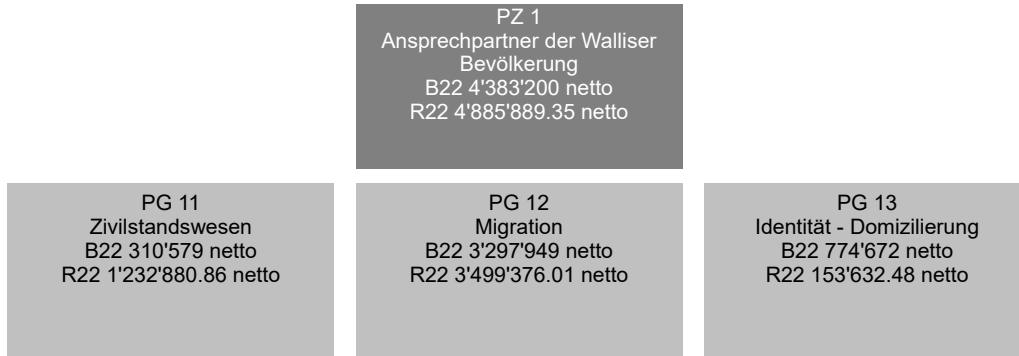 PZ 1
Ansprechpartner der Walliser
Bevölkerung
B22 4'383'200 netto
R22 4'885'889.35 netto
PG 11
Zivilstandswesen
B22 310'579 netto
R22 1'232'880.86 netto
PG 12
Migration
B22 3'297'949 netto
R22 3'499'376.01 netto
PG 13
Identität - Domizilierung
B22 774'672 netto
R22 153'632.48 netto